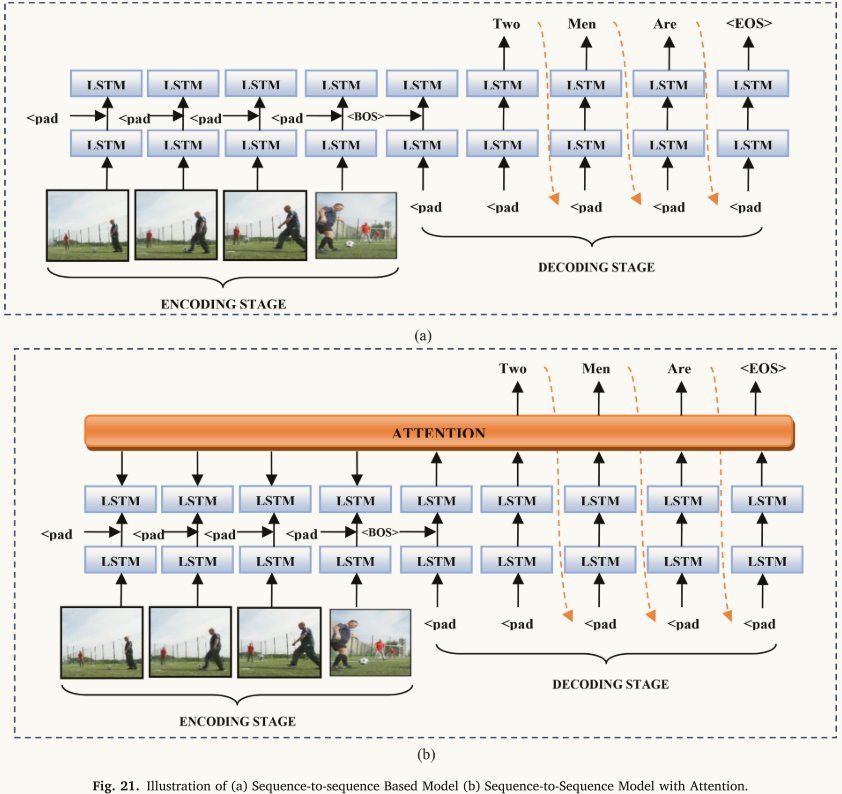 Two Men Are <EOS>
LSTM LSTM LSTM LSTM LSTM LSTM LSTM LSTM LSTM
<pad <pad <pad <pad <BOS>
LSTM LSTM LSTM LSTM LSTM LSTM LSTM LSTM LSTM
<pad <pad <pad <pad <pad
DECODING STAGE
ENCODING STAGE
(a)
Two Men Are <EOS>
ATTENTION
LSTM LSTM LSTM LSTM LSTM LSTM LSTM LSTM LSTM
<pad <pad <pad <pad <BOS>
LSTM LSTM LSTM LSTM LSTM LSTM LSTM LSTM LSTM
<pad <pad <pad <pad <pad
DECODING STAGE
ENCODING STAGE
(b)
Fig. 21. Illustration of (a) Sequence-to-sequence Based Model (b) Sequence-to-Sequence Model with Attention.